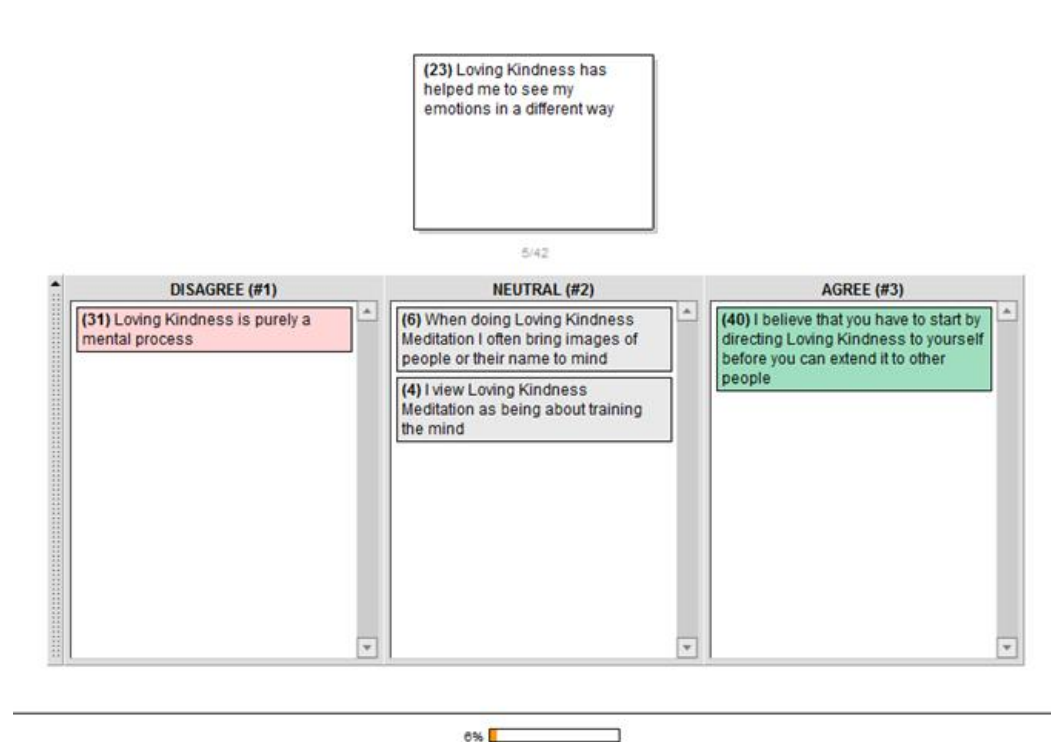 (23) Loving Kindness has
helped me to see my
emotions in a different way
5/42
DISAGREE (#1)
(31) Loving Kindness is purely a
mental process
NEUTRAL (#2)
(6) When doing Loving Kindness
Meditation I often bring images of
people or their name to mind
(4) I view Loving Kindness
Meditation as being about training
the mind
AGREE (#3)
(40) I believe that you have to start by
directing Loving Kindness to yourself
before you can extend it to other
people
6%